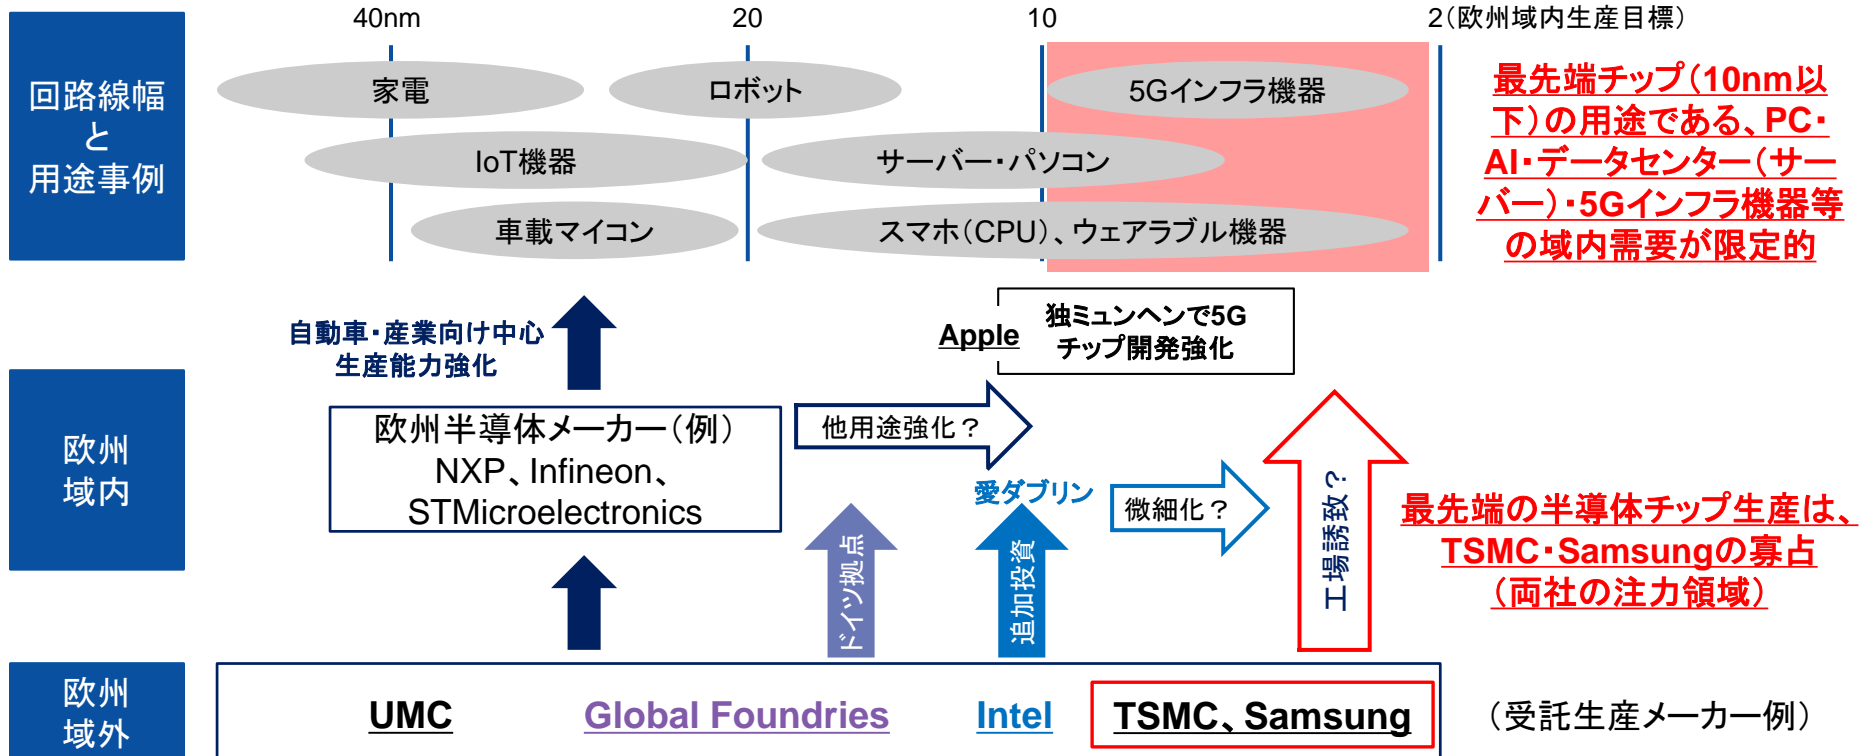 40nm
20
10
2(欧州域内生産目標)
回路線幅
と
用途事例
家電
ロボット
5Gインフラ機器
IoT機器
サーバー・パソコン
車載マイコン
スマホ(CPU)、ウェアラブル機器
最先端チップ(10nm以
下)の用途である、PC・
AI・データセンター(サー
バー)・5Gインフラ機器等
の域内需要が限定的
自動車・産業向け中心
生産能力強化
Apple
独ミュンヘンで5G
チップ開発強化
欧州
域内
欧州半導体メーカー(例)
NXP、Infineon、
STMicroelectronics
他用途強化?
愛ダブリン
微細化?
ドイツ拠点
追加投資
工場誘致?
最先端の半導体チップ生産は、
TSMC・Samsungの寡占
(両社の注力領域)
欧州
域外
UMC
Global Foundries
Intel
TSMC、Samsung
(受託生産メーカー例)